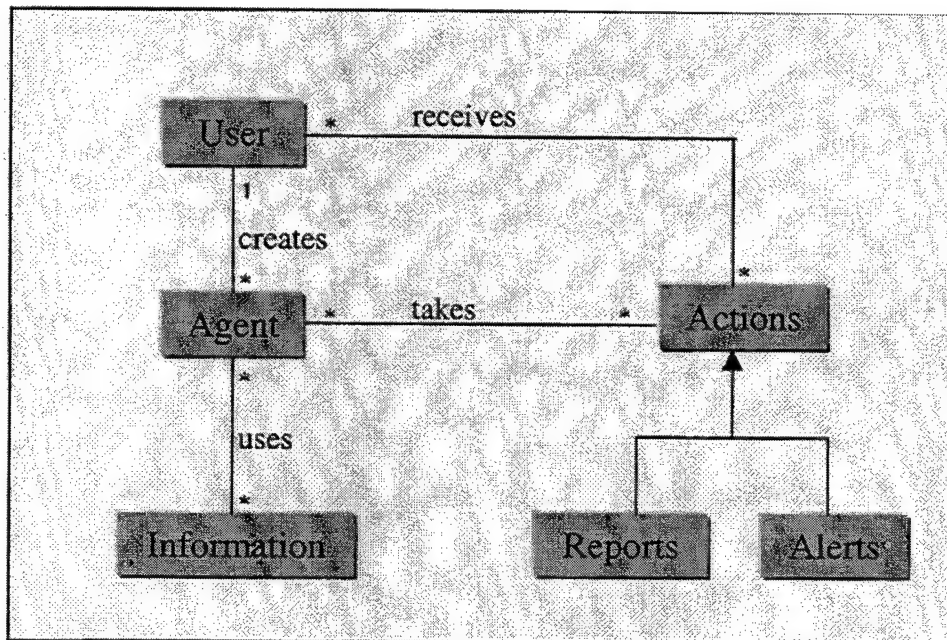 User
*
receives
1
creates
*
*
Agent
*
takes
*
Actions
*
uses
*
Information
Reports
Alerts